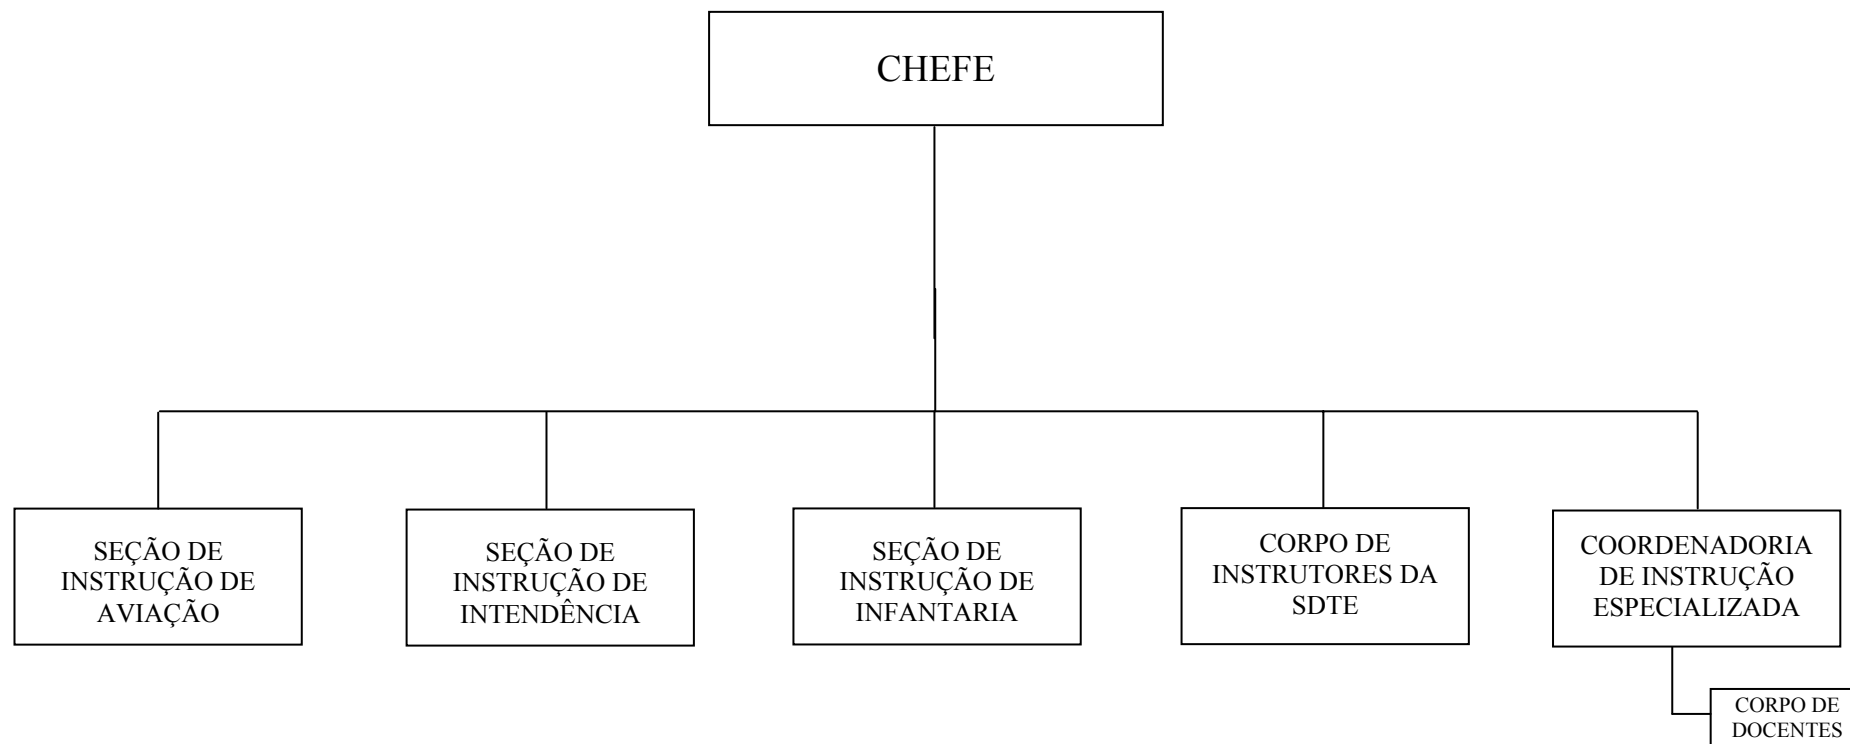 CHEFE
SEÇÃO DE
INSTRUÇÃO DE
AVIAÇÃO
SEÇÃO DE
INSTRUÇÃO DE
INTENDÊNCIA
SEÇÃO DE
INSTRUÇÃO DE
INFANTARIA
CORPO DE
INSTRUTORES DA
SDTE
COORDENADORIA
DE INSTRUÇÃO
ESPECIALIZADA
CORPO DE
DOCENTES